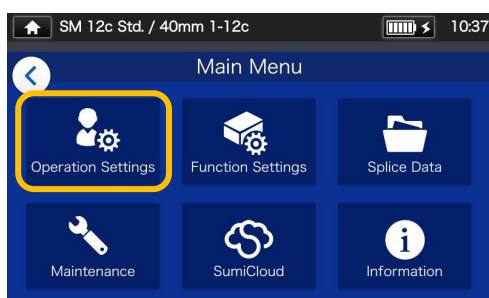 SM 12c Std. / 40mm 1-12c 10:37
Main Menu
Operation Settings Function Settings Splice Data
Maintenance SumiCloud Information